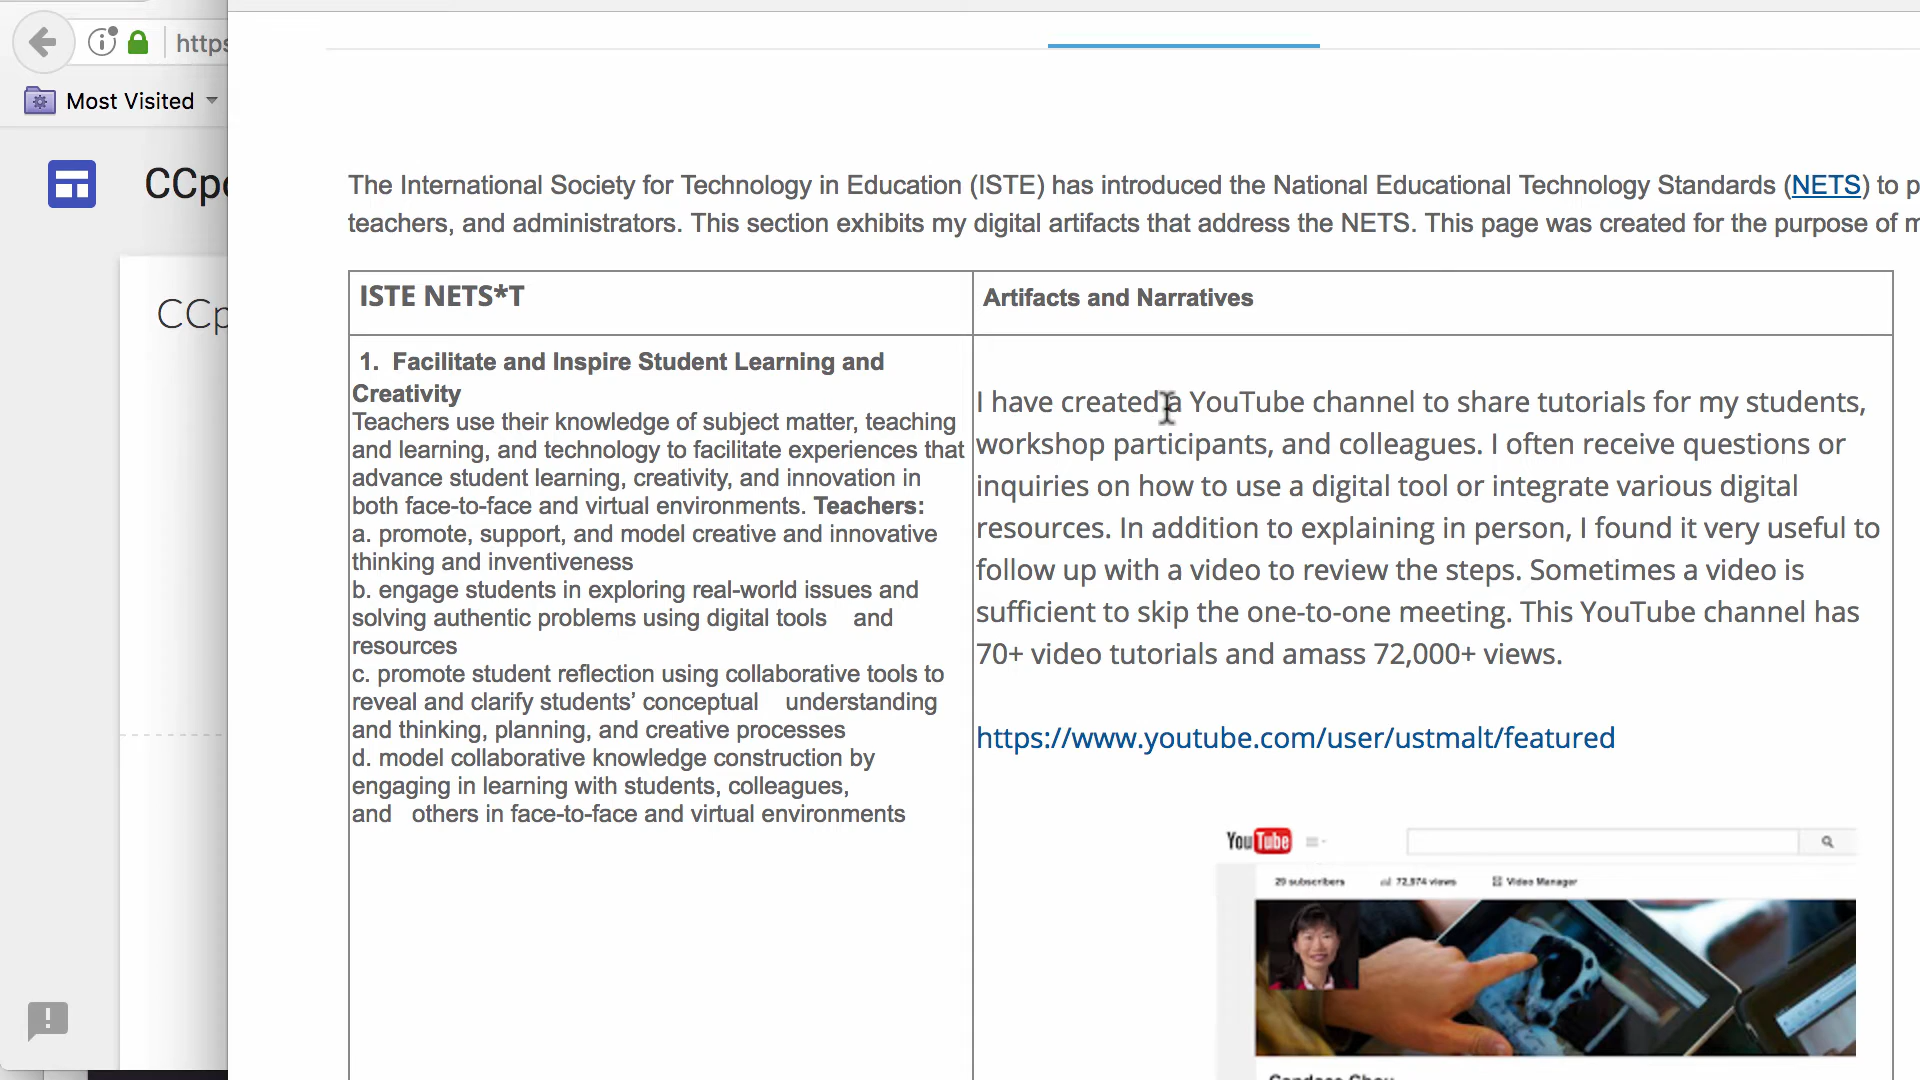 https
Most Visited
CCpo
CCp
The International Society for Technology in Education (ISTE) has introduced the National Educational Technology Standards (NETS) to p
teachers, and administrators. This section exhibits my digital artifacts that address the NETS. This page was created for the purpose of m
ISTE NETS*T
Artifacts and Narratives
1. Facilitate and Inspire Student Learning and
Creativity
Teachers use their knowledge of subject matter, teaching
and learning, and technology to facilitate experiences that
advance student learning, creativity, and innovation in
both face-to-face and virtual environments. Teachers:
a. promote, support, and model creative and innovative
thinking and inventiveness
b. engage students in exploring real-world issues and
solving authentic problems using digital tools and
resources
c. promote student reflection using collaborative tools to
reveal and clarify students’ conceptual understanding
and thinking, planning, and creative processes
d. model collaborative knowledge construction by
engaging in learning with students, colleagues,
and others in face-to-face and virtual environments
I have created a YouTube channel to share tutorials for my students,
workshop participants, and colleagues. I often receive questions or
inquiries on how to use a digital tool or integrate various digital
resources. In addition to explaining in person, I found it very useful to
follow up with a video to review the steps. Sometimes a video is
sufficient to skip the one-to-one meeting. This YouTube channel has
70+ video tutorials and amass 72,000+ views.
https://www.youtube.com/user/ustmalt/featured
YouTube
29 subscribers 72,974 views Video Manager